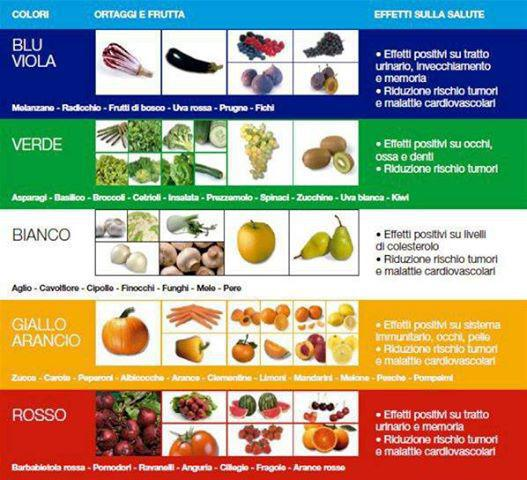 COLORI
ORTAGGI E FRUTTA
EFFETTI SULLA SALUTE
BLU
VIOLA
• Effetti positivi su tratto
urinario, invecchiamento
e memoria
• Riduzione rischio tumori
e malattie cardiovascolari
Melanzane - Radicchio - Frutti di bosco - Uva rossa - Prugne - Fichi
VERDE
• Effetti positivi su occhi,
ossa e denti
• Riduzione rischio tumori
Asparagi - Basilico - Broccoli - Cetrioli - Insalata - Prezzemolo - Spinaci - Zucchine - Uva bianca - Kiwi
BIANCO
• Effetti positivi su livelli
di colesterolo
• Riduzione rischio tumori
e malattie cardiovascolari
Aglio - Cavolfiore - Cipolle - Finocchi - Funghi - Mele - Pere
GIALLO
ARANCIO
• Effetti positivi su sistema
immunitario, occhi, pelle
• Riduzione rischio tumori
e malattie cardiovascolari
Zucca - Carote - Peperoni - Albicocche - Arance - Clementine - Limoni - Mandarini - Melone - Pesche - Pompelmi
ROSSO
• Effetti positivi su tratto
urinario e memoria
• Riduzione rischio tumori
e malattie cardiovascolari
Barbabietola rossa - Pomodori - Ravanelli - Anguria - Ciliegie - Fragole - Arance rosse